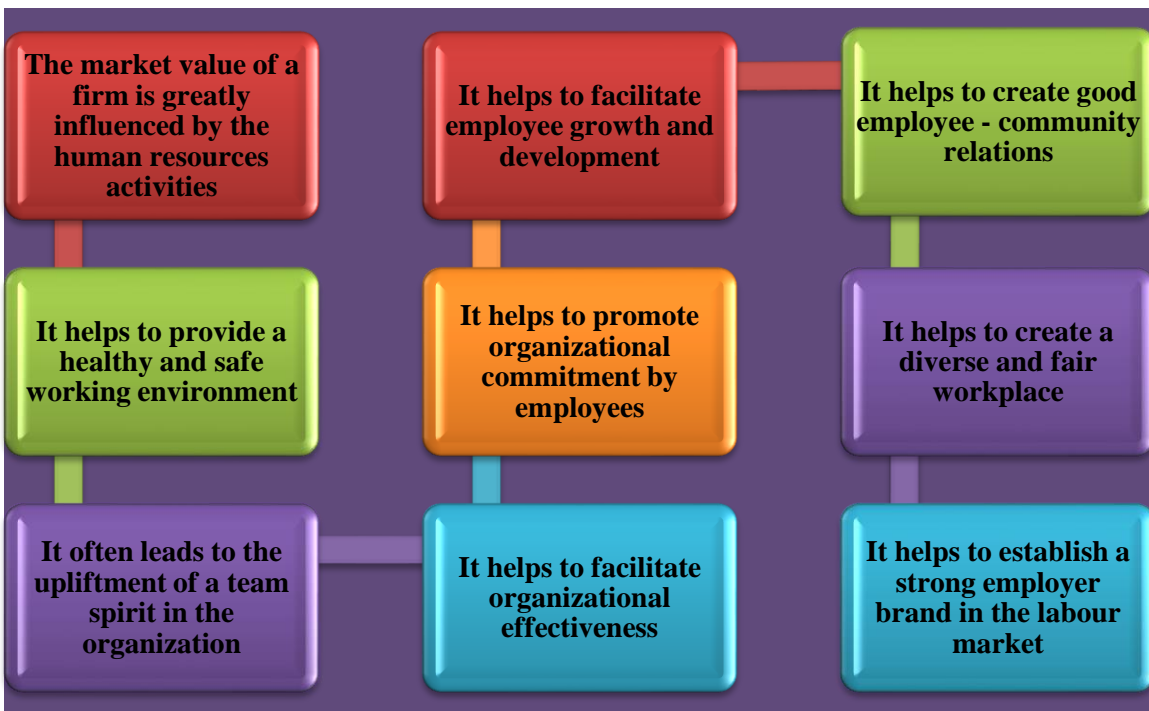 The market value of a
firm is greatly
influenced by the
human resources
activities
It helps to provide a
healthy and safe
working environment
It often leads to the
upliftment of a team
spirit in the
organization
It helps to facilitate
organizational
effectiveness
It helps to promote
organizational
commitment by
employees
It helps to facilitate
employee growth and
development
It helps to create good
employee - community
relations
It helps to create a
diverse and fair
workplace
It helps to establish a
strong employer
brand in the labour
market